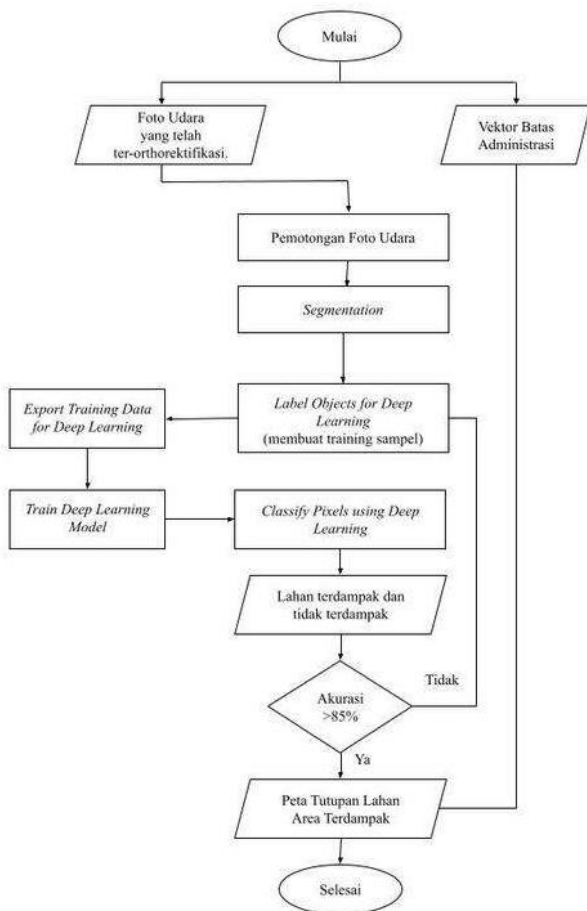 Mulai
Foto Udara
yang telah
ter-orthorektifikasi.
Vektor Batas
Administrasi
Pemotongan Foto Udara
Segmentation
Label Objects for Deep
Learning
(membuat training sampel)
Export Training Data
for Deep Learning
Train Deep Learning
Model
Classify Pixels using Deep
Learning
Lahan terdampak dan
tidak terdampak
Akurasi
>85%
Tidak
Ya
Peta Tutupan Lahan
Area Terdampak
Selesai